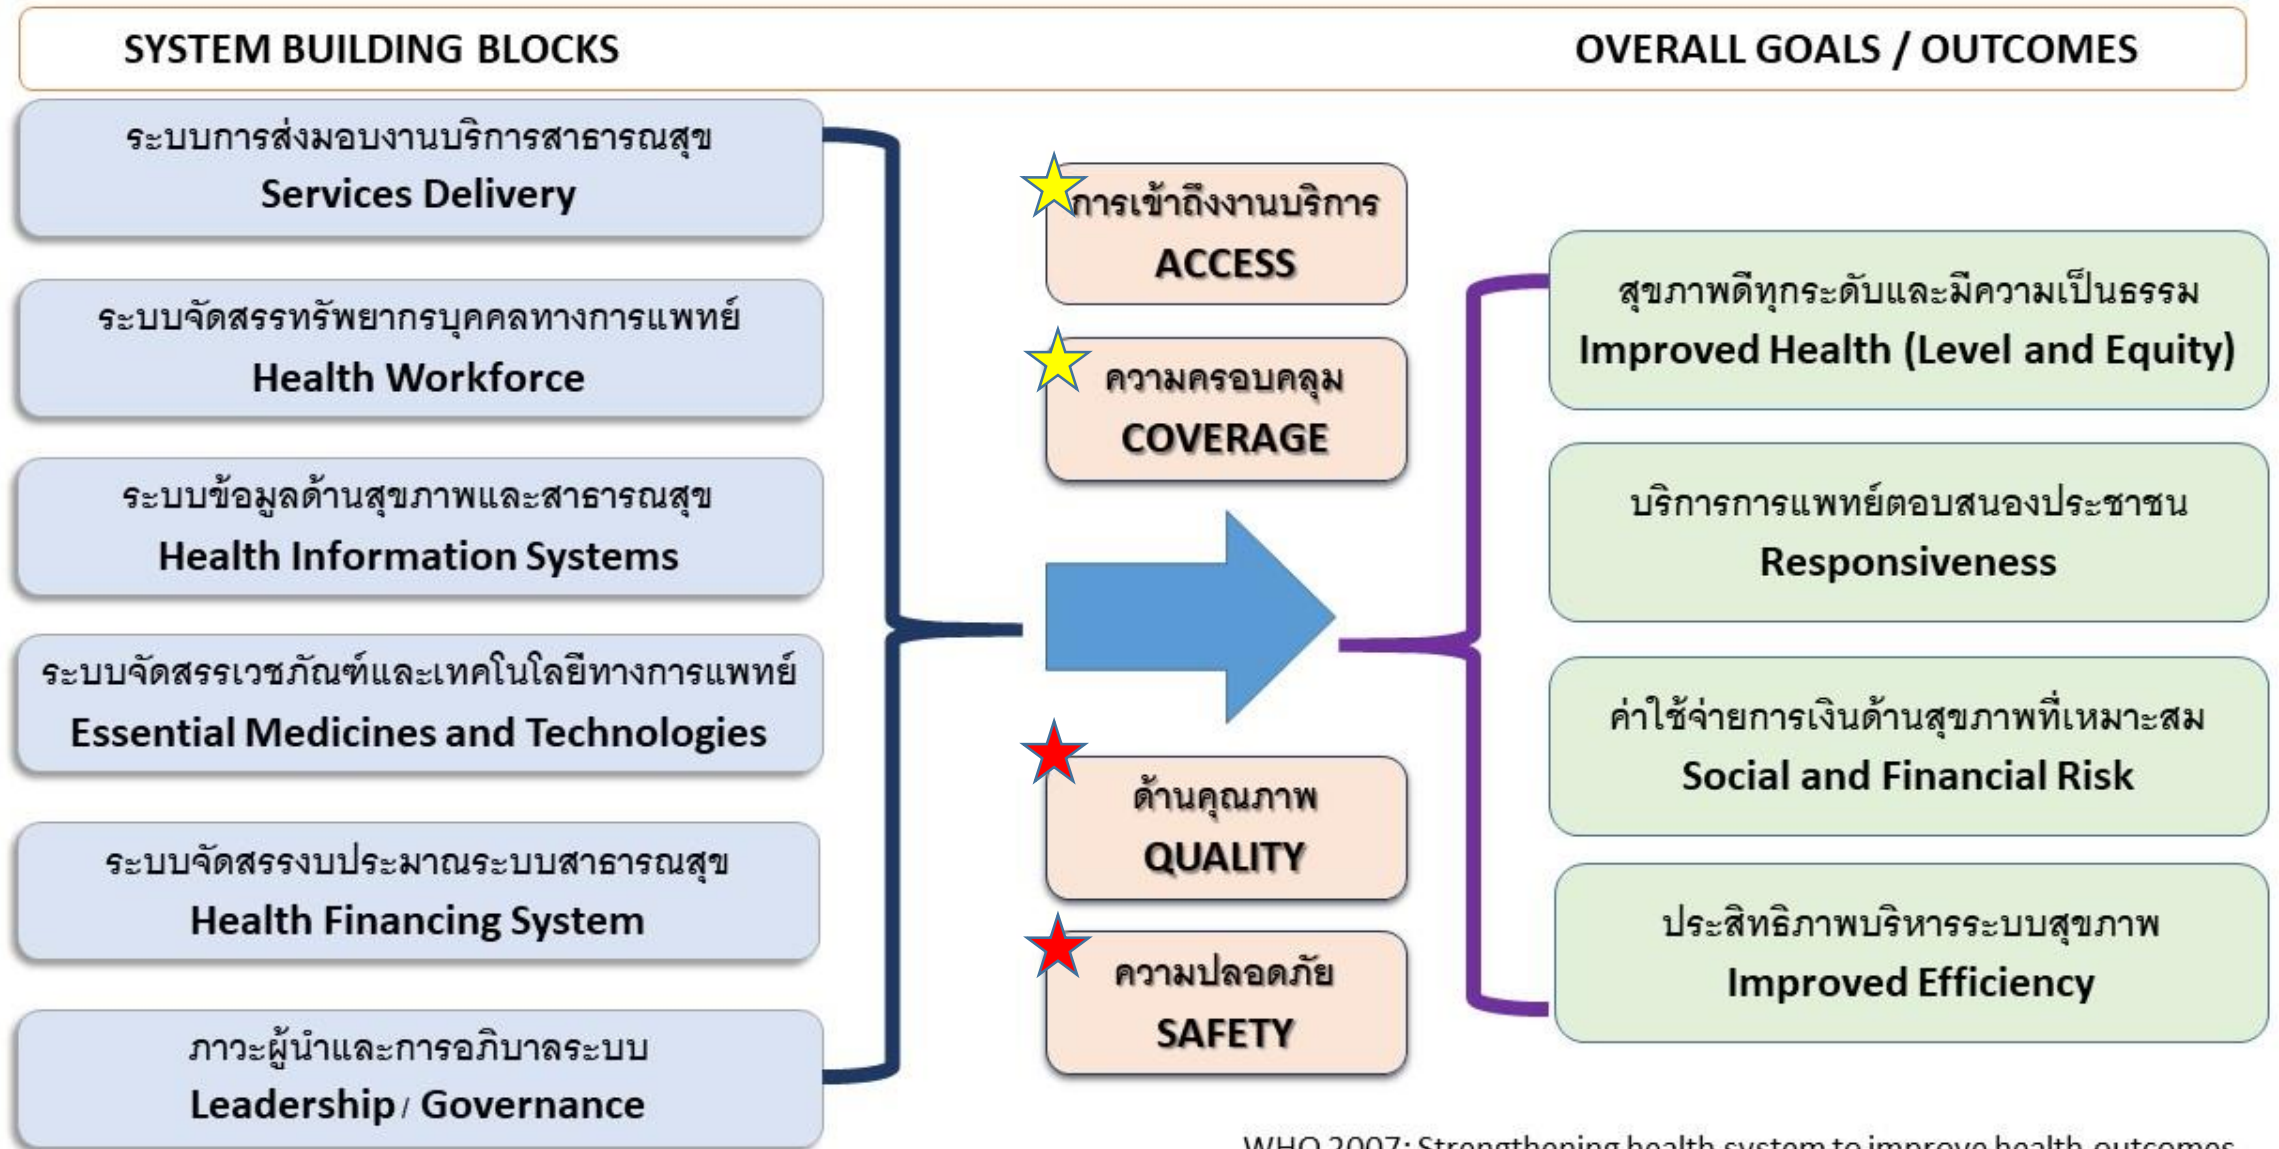 SYSTEM BUILDING BLOCKS
OVERALL GOALS / OUTCOMES
ระบบการส่งมอบงานบริการสาธารณสุข
Services Delivery
ระบบจัดสรรทรัพยากรบุคคลทางการแพทย์
Health Workforce
ระบบข้อมูลด้านสุขภาพและสาธารณสุข
Health Information Systems
ระบบจัดสรรเวชภัณฑ์และเทคโนโลยีทางการแพทย์
Essential Medicines and Technologies
ระบบจัดสรรงบประมาณระบบสาธารณสุข
Health Financing System
ภาวะผู้นำและการอภิบาลระบบ
Leadership / Governance
การเข้าถึงงานบริการ
ACCESS
ความครอบคลุม
COVERAGE
ด้านคุณภาพ
QUALITY
ความปลอดภัย
SAFETY
สุขภาพดีทุกระดับและมีความเป็นธรรม
Improved Health (Level and Equity)
บริการการแพทย์ตอบสนองประชาชน
Responsiveness
ค่าใช้จ่ายการเงินด้านสุขภาพที่เหมาะสม
Social and Financial Risk
ประสิทธิภาพบริหารระบบสุขภาพ
Improved Efficiency
WHO 2007: Strengthening health system to improve health outcomes